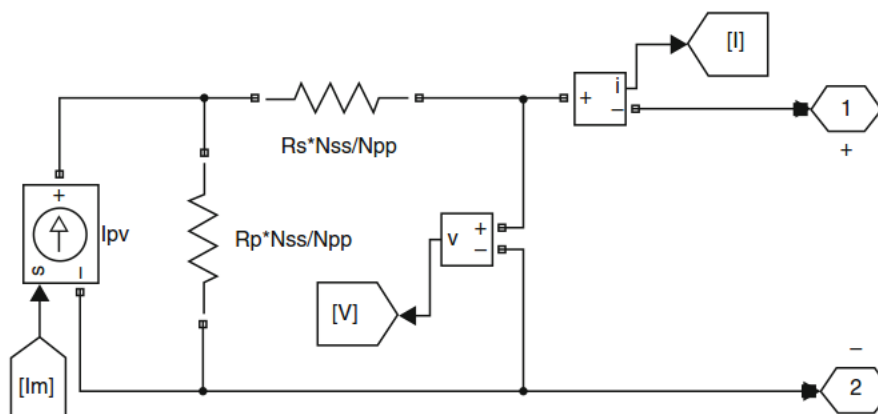 [I]
i
+
−
1
+
Rs*Nss/Npp
+
Ipv
s
−
Rp*Nss/Npp
v
+
−
[V]
[Im]
−
2